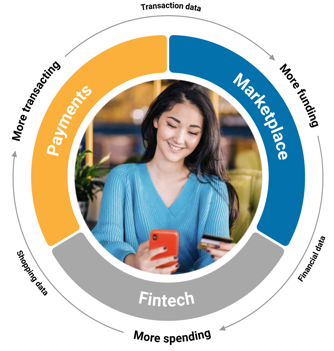 Transaction data
More transacting
More funding
Payments
Marketplace
Shopping data
Financial data
Fintech
More spending